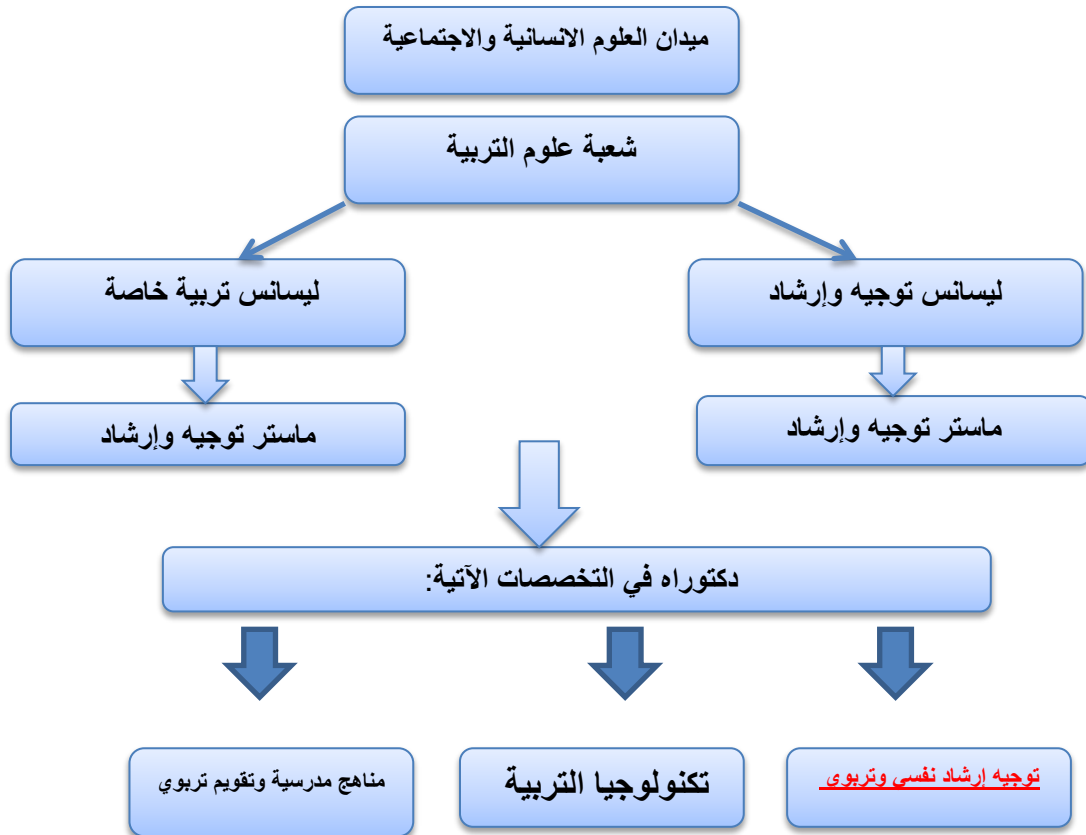 ميدان العلوم الانسانية والاجتماعية
شعبة علوم التربية
ليسانس توجيه وإرشاد
ليسانس تربية خاصة
ماستر توجيه وإرشاد
ماستر توجيه وإرشاد
دكتوراه في التخصصات الآتية:
توجيه إرشاد نفسي وتربوي
تكنولوجيا التربية
مناهج مدرسية وتقويم تربوي